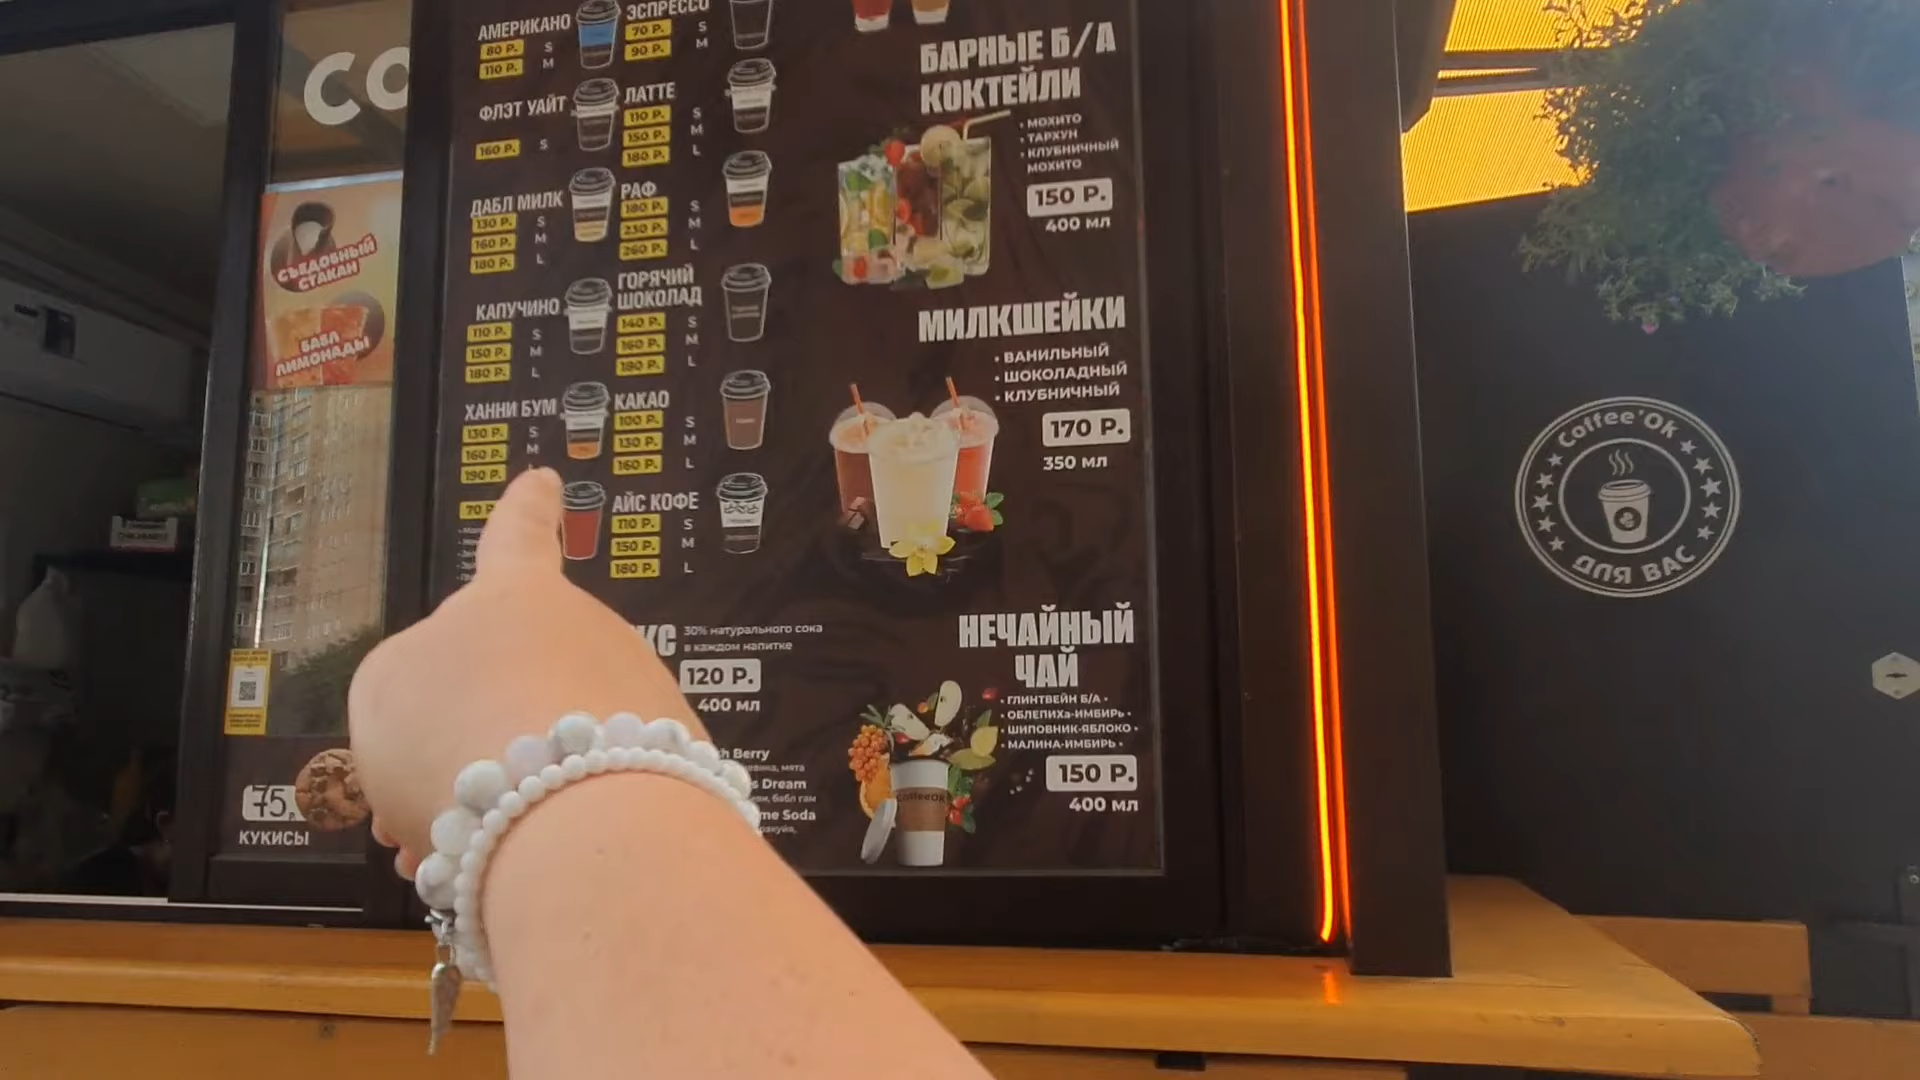 CO
СЪЕДОБНЫЙ
СТАКАН
БАБЛ
ЛИМОНАДЫ
75
КУКИСЫ
АМЕРИКАНО
80 Р. S
110 Р. M
ЭСПРЕССО
70 Р. S
90 Р. M
ФЛЭТ УАЙТ
160 Р. S
ЛАТТЕ
110 Р. S
150 Р. M
180 Р. L
ДАБЛ МИЛК
130 Р. S
160 Р. M
180 Р. L
РАФ
180 Р. S
230 Р. M
260 Р. L
КАПУЧИНО
110 Р. S
150 Р. M
180 Р. L
ГОРЯЧИЙ
ШОКОЛАД
140 Р. S
160 Р. M
180 Р. L
ХАННИ БУМ
130 Р. S
160 Р. M
190 Р.
КАКАО
100 Р. S
130 Р. M
160 Р. L
70 Р
АЙС КОФЕ
110 Р. S
150 Р. M
180 Р. L
КС
30% натурального сока
в каждом напитке
120 Р.
400 мл
Berry
мята
Dream
бабл гам
me Soda
БАРНЫЕ Б/А
КОКТЕЙЛИ
• МОХИТО
• ТАРХУН
• КЛУБНИЧНЫЙ
МОХИТО
150 Р.
400 МЛ
МИЛКШЕЙКИ
• ВАНИЛЬНЫЙ
• ШОКОЛАДНЫЙ
• КЛУБНИЧНЫЙ
170 Р.
350 МЛ
НЕЧАЙНЫЙ
ЧАЙ
• ГЛИНТВЕЙН Б/А •
• ОБЛЕПИХа-ИМБИРЬ •
• ШИПОВНИК-ЯБЛОКО •
• МАЛИНА-ИМБИРЬ •
150 Р.
400 МЛ
CoffeeOk
Coffee'Ok
ДЛЯ ВАС